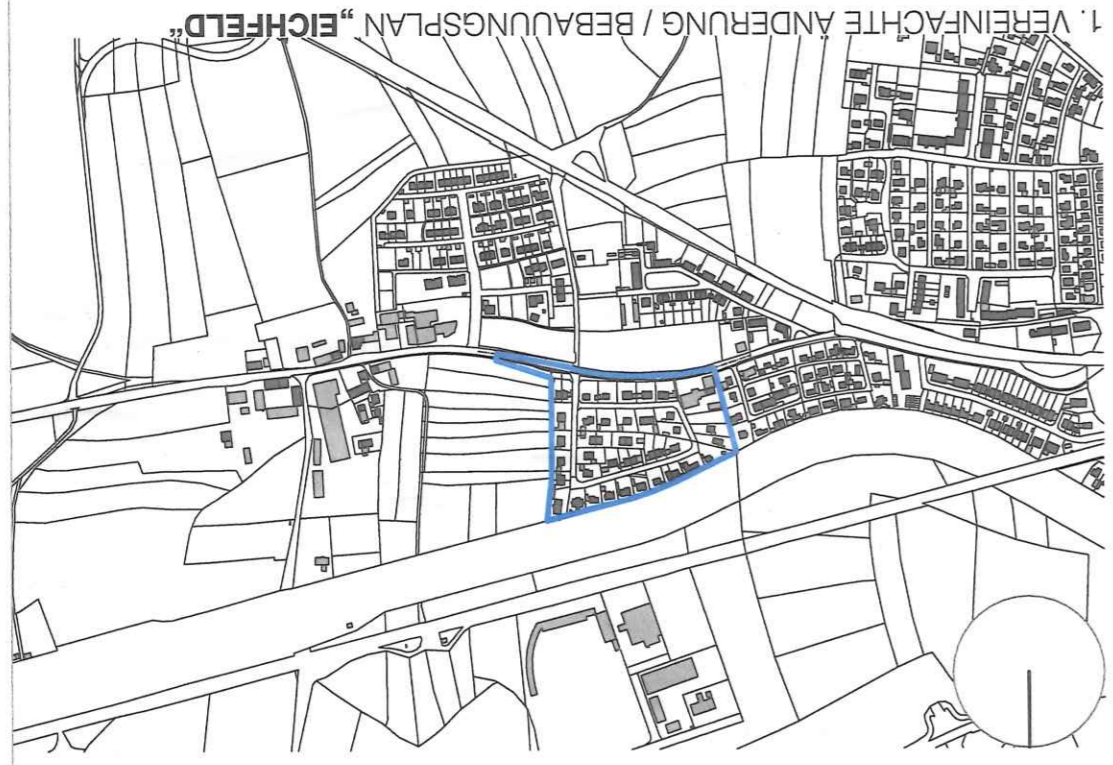 1. VEREINFACHTE ÄNDERUNG / BEBAUUNGSPLAN „EICHFELD“